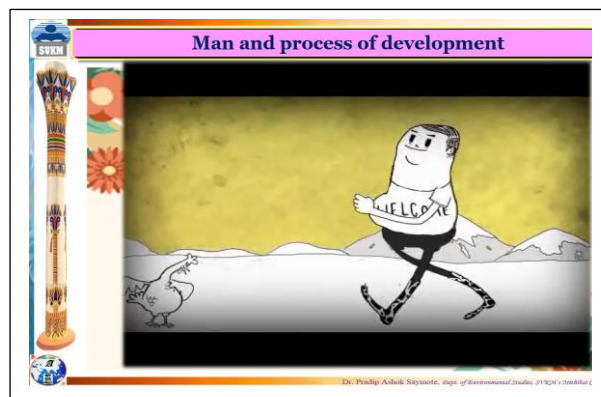 SVKM
Man and process of development
WELCOME
Dr. Pradip Ashok Saymote, Dept. of Environmental Studies, SVKM's Mithibai